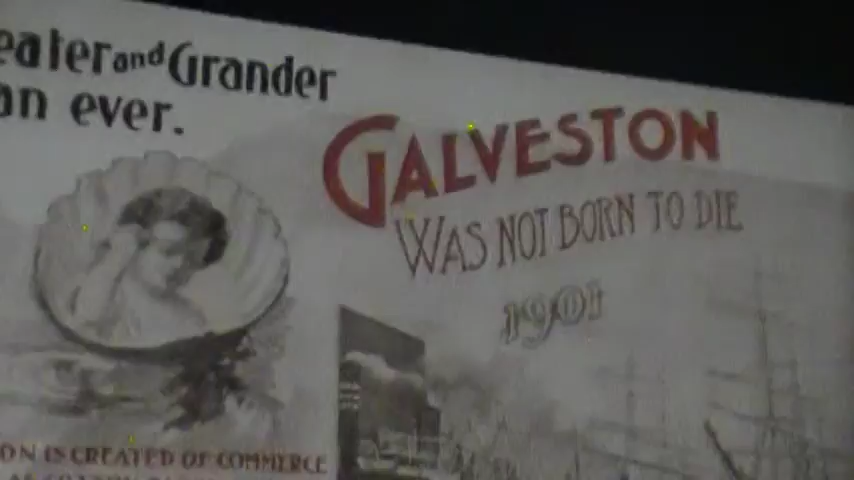 eater and Grander
an ever.
GALVESTON
WAS NOT BORN TO DIE
1901
ON IS CREATED OF COMMERCE